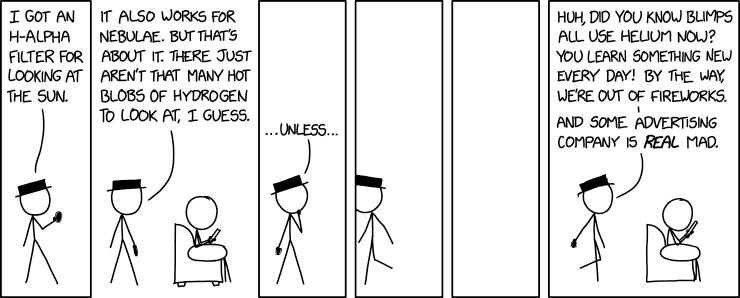 I GOT AN
H-ALPHA
FILTER FOR
LOOKING AT
THE SUN.
IT ALSO WORKS FOR
NEBULAE. BUT THAT'S
ABOUT IT. THERE JUST
AREN'T THAT MANY HOT
BLOBS OF HYDROGEN
TO LOOK AT, I GUESS.
...UNLESS...
HUH, DID YOU KNOW BLIMPS
ALL USE HELIUM NOW?
YOU LEARN SOMETHING NEW
EVERY DAY! BY THE WAY,
WE'RE OUT OF FIREWORKS.
AND SOME ADVERTISING
COMPANY IS REAL MAD.